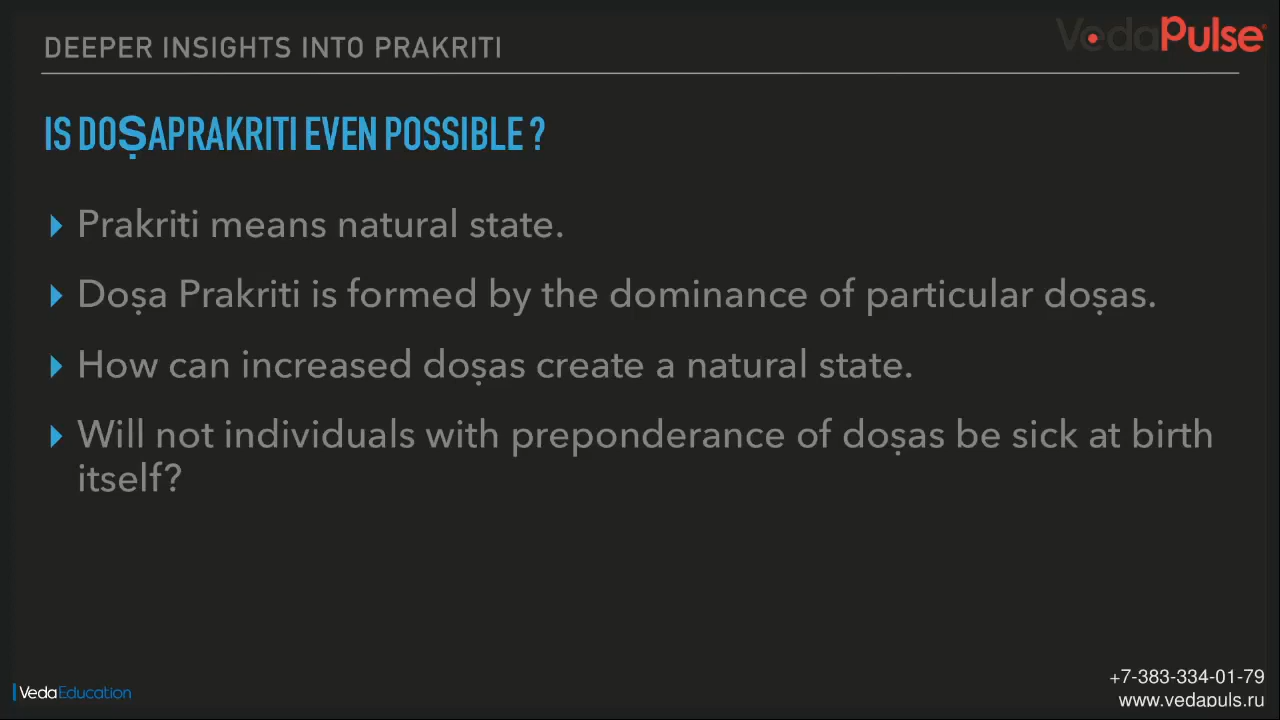 DEEPER INSIGHTS INTO PRAKRITI
VedaPulse®
IS DOṢAPRAKRITI EVEN POSSIBLE ?
Prakriti means natural state.
Doṣa Prakriti is formed by the dominance of particular doṣas.
How can increased doṣas create a natural state.
Will not individuals with preponderance of doṣas be sick at birth
itself?
VedaEducation
+7-383-334-01-79
www.vedapuls.ru